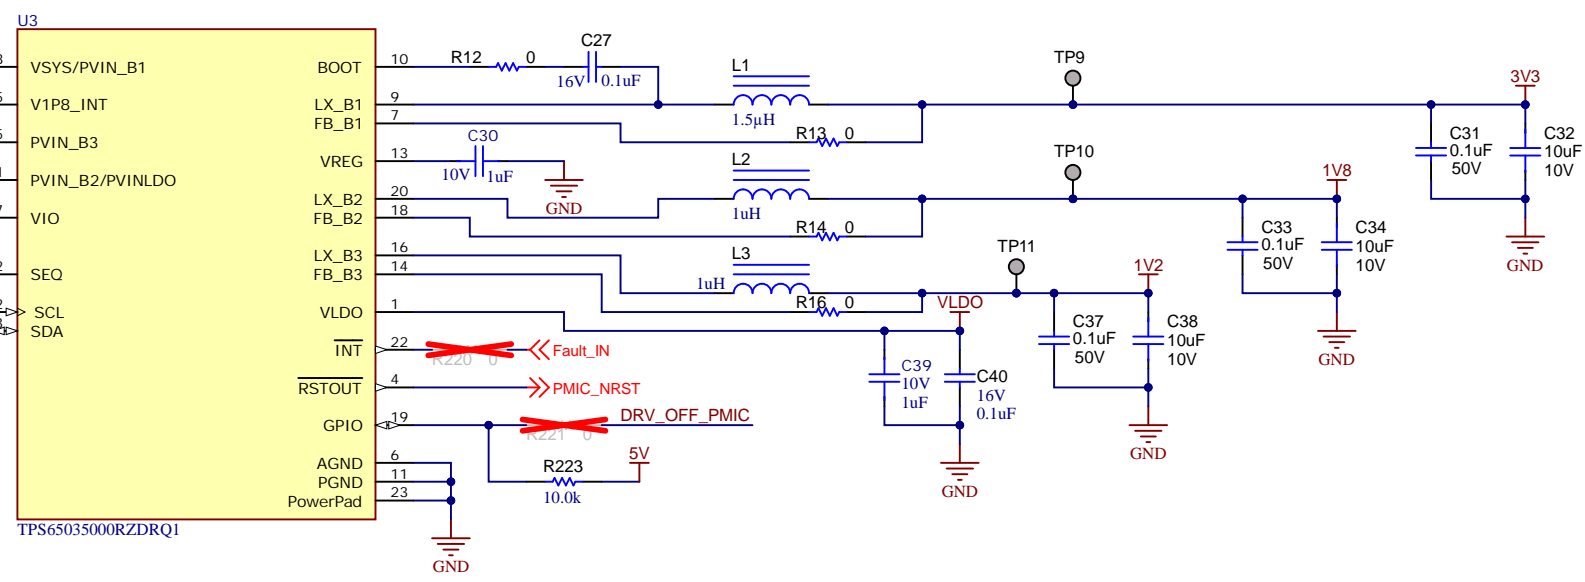 U3
VSYS/PVIN_B1
V1P8_INT
PVIN_B3
PVIN_B2/PVINLDO
VIO
SEQ
SCL
SDA
BOOT 10
LX_B1 9
FB_B1 7
VREG 13
LX_B2 20
FB_B2 18
LX_B3 16
FB_B3 14
VLDO 1
INT 22
RSTOUT 4
GPIO 19
AGND 6
PGND 11
PowerPad 23
TPS65035000RZDRQ1
R12 0
C27
16V 0.1uF
L1
1.5µH
R13 0
TP9
3V3
C31
0.1uF
50V
C32
10uF
10V
GND
C30
10V 1uF
GND
L2
1uH
R14 0
TP10
1V8
C33
0.1uF
50V
C34
10uF
10V
GND
L3
1uH
R16 0
TP11
1V2
C37
0.1uF
50V
C38
10uF
10V
GND
VLDO
C39
10V
1uF
C40
16V
0.1uF
GND
R220 0
Fault_IN
PMIC_NRST
R221 0
DRV_OFF_PMIC
R223
10.0k
5V
GND